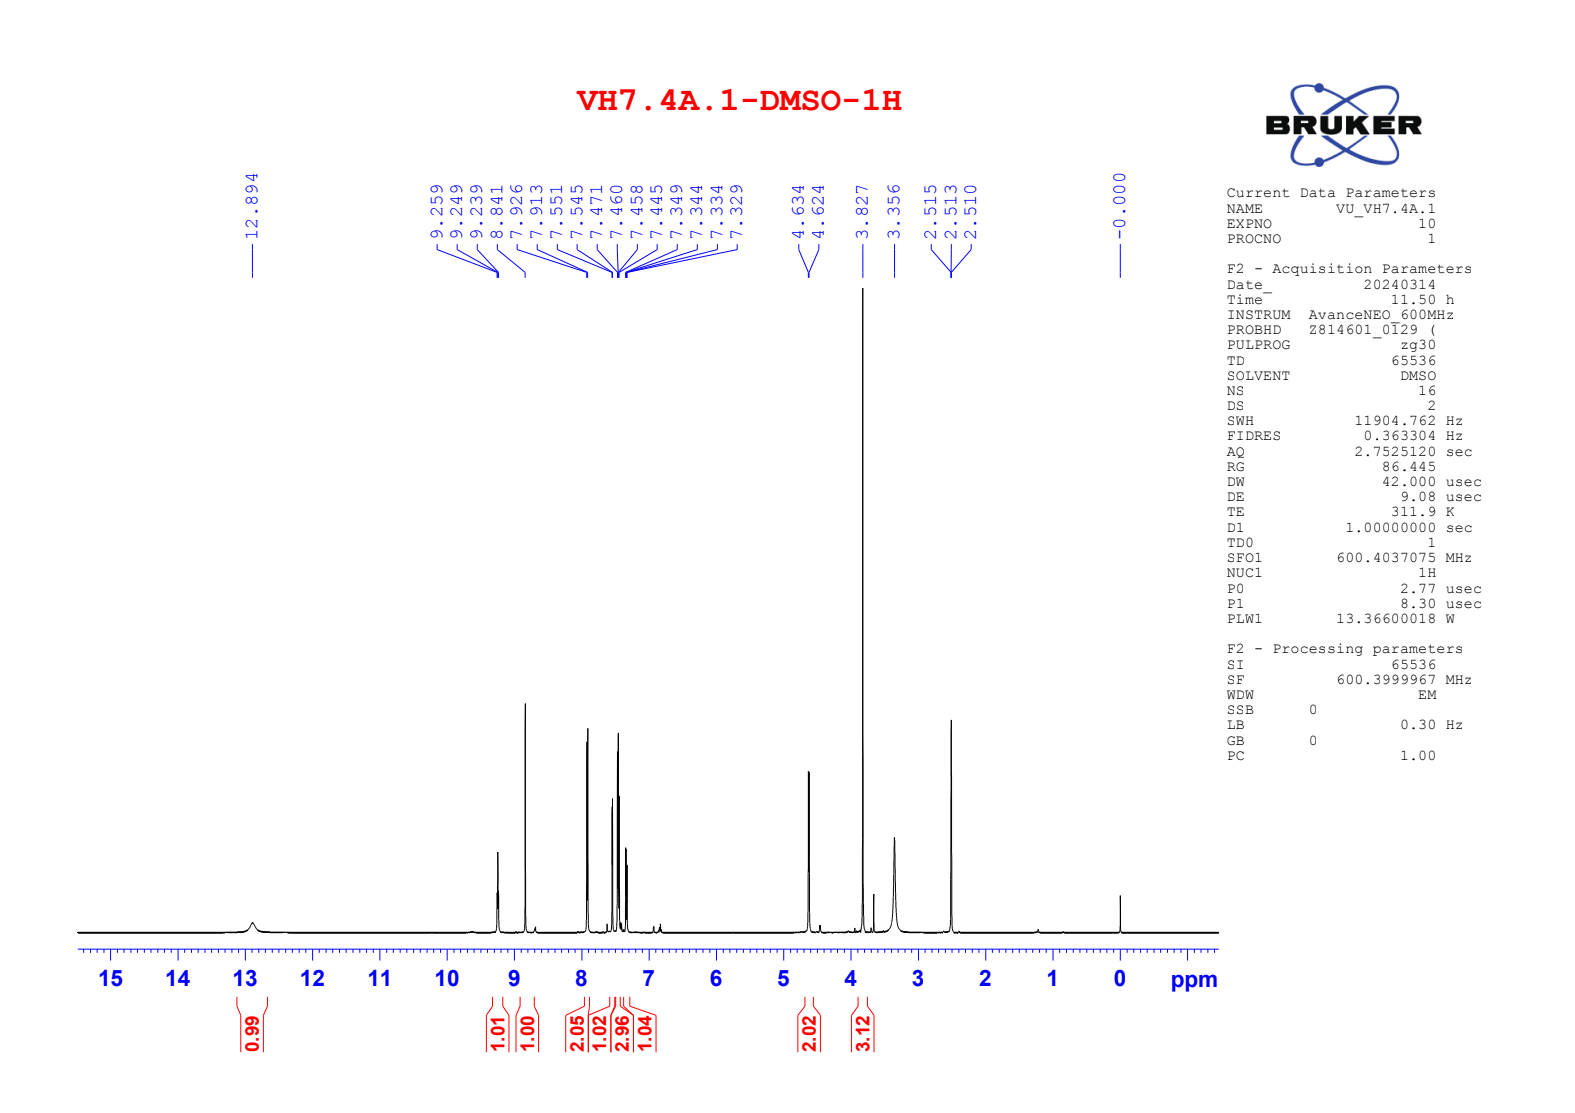 VH7.4A.1-DMSO-1H
BRUKER
12.894
9.259
9.249
9.239
8.841
7.926
7.913
7.551
7.545
7.471
7.460
7.458
7.445
7.349
7.344
7.334
7.329
4.634
4.624
3.827
3.356
2.515
2.513
2.510
-0.000
Current Data Parameters
NAME VU_VH7.4A.1
EXPNO 10
PROCNO 1
F2 - Acquisition Parameters
Date_ 20240314
Time 11.50 h
INSTRUM AvanceNEO_600MHz
PROBHD Z814601_0129 (
PULPROG zg30
TD 65536
SOLVENT DMSO
NS 16
DS 2
SWH 11904.762 Hz
FIDRES 0.363304 Hz
AQ 2.7525120 sec
RG 86.445
DW 42.000 usec
DE 9.08 usec
TE 311.9 K
D1 1.00000000 sec
TD0 1
SFO1 600.4037075 MHz
NUC1 1H
P0 2.77 usec
P1 8.30 usec
PLW1 13.36600018 W
F2 - Processing parameters
SI 65536
SF 600.3999967 MHz
WDW EM
SSB 0
LB 0.30 Hz
GB 0
PC 1.00
15 14 13 12 11 10 9 8 7 6 5 4 3 2 1 0 ppm
0.99
1.01
1.00
2.05
1.02
2.96
1.04
2.02
3.12